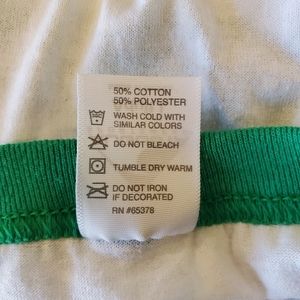 50% COTTON
50% POLYESTER
WASH COLD WITH
SIMILAR COLORS
DO NOT BLEACH
TUMBLE DRY WARM
DO NOT IRON
IF DECORATED
RN #65378